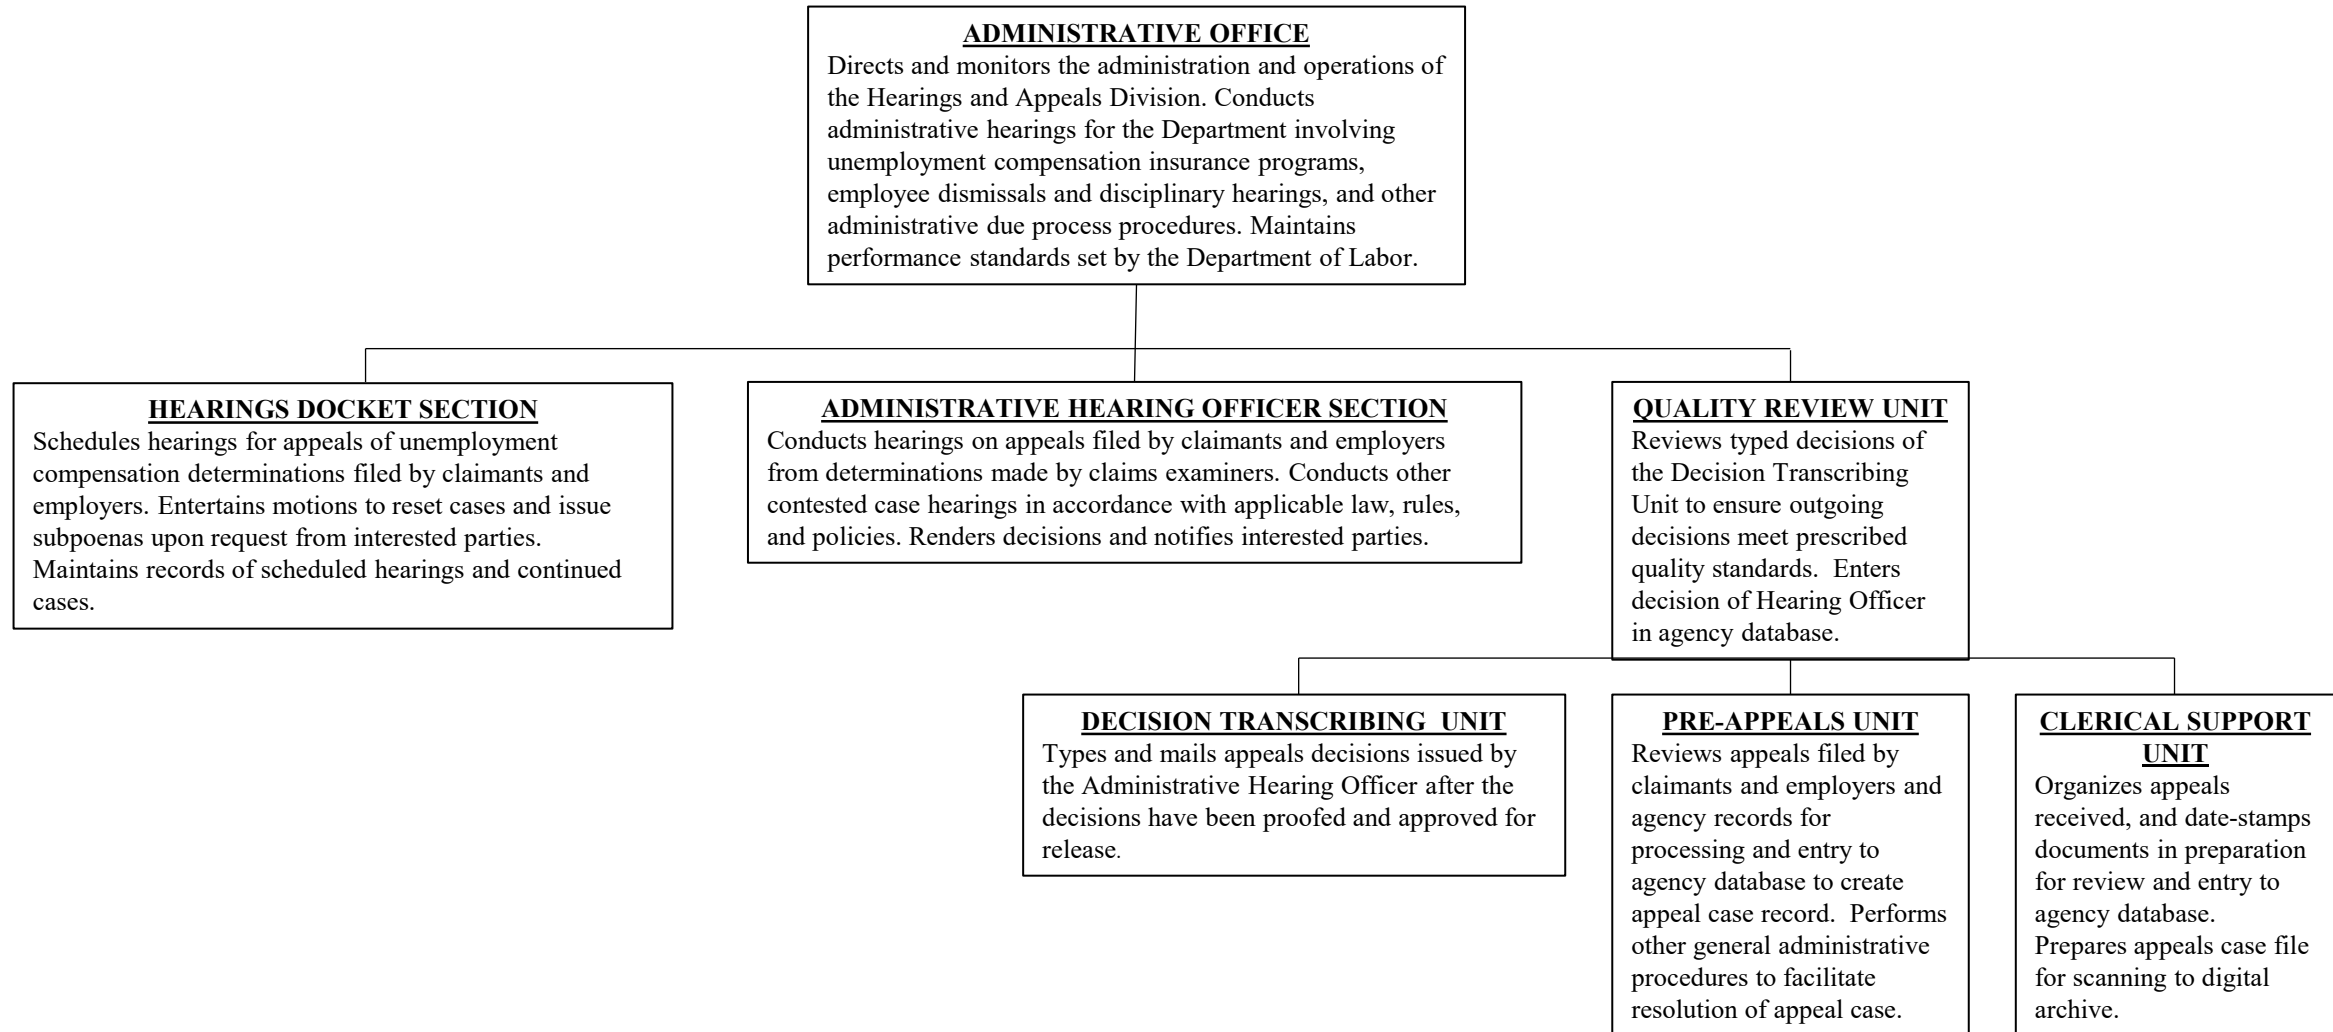 ADMINISTRATIVE OFFICE
Directs and monitors the administration and operations of
the Hearings and Appeals Division. Conducts
administrative hearings for the Department involving
unemployment compensation insurance programs,
employee dismissals and disciplinary hearings, and other
administrative due process procedures. Maintains
performance standards set by the Department of Labor.
HEARINGS DOCKET SECTION
Schedules hearings for appeals of unemployment
compensation determinations filed by claimants and
employers. Entertains motions to reset cases and issue
subpoenas upon request from interested parties.
Maintains records of scheduled hearings and continued
cases.
ADMINISTRATIVE HEARING OFFICER SECTION
Conducts hearings on appeals filed by claimants and employers
from determinations made by claims examiners. Conducts other
contested case hearings in accordance with applicable law, rules,
and policies. Renders decisions and notifies interested parties.
QUALITY REVIEW UNIT
Reviews typed decisions of
the Decision Transcribing
Unit to ensure outgoing
decisions meet prescribed
quality standards.  Enters
decision of Hearing Officer
in agency database.
DECISION TRANSCRIBING  UNIT
Types and mails appeals decisions issued by
the Administrative Hearing Officer after the
decisions have been proofed and approved for
release.
PRE-APPEALS UNIT
Reviews appeals filed by
claimants and employers and
agency records for
processing and entry to
agency database to create
appeal case record.  Performs
other general administrative
procedures to facilitate
resolution of appeal case.
CLERICAL SUPPORT
UNIT
Organizes appeals
received, and date-stamps
documents in preparation
for review and entry to
agency database.
Prepares appeals case file
for scanning to digital
archive.